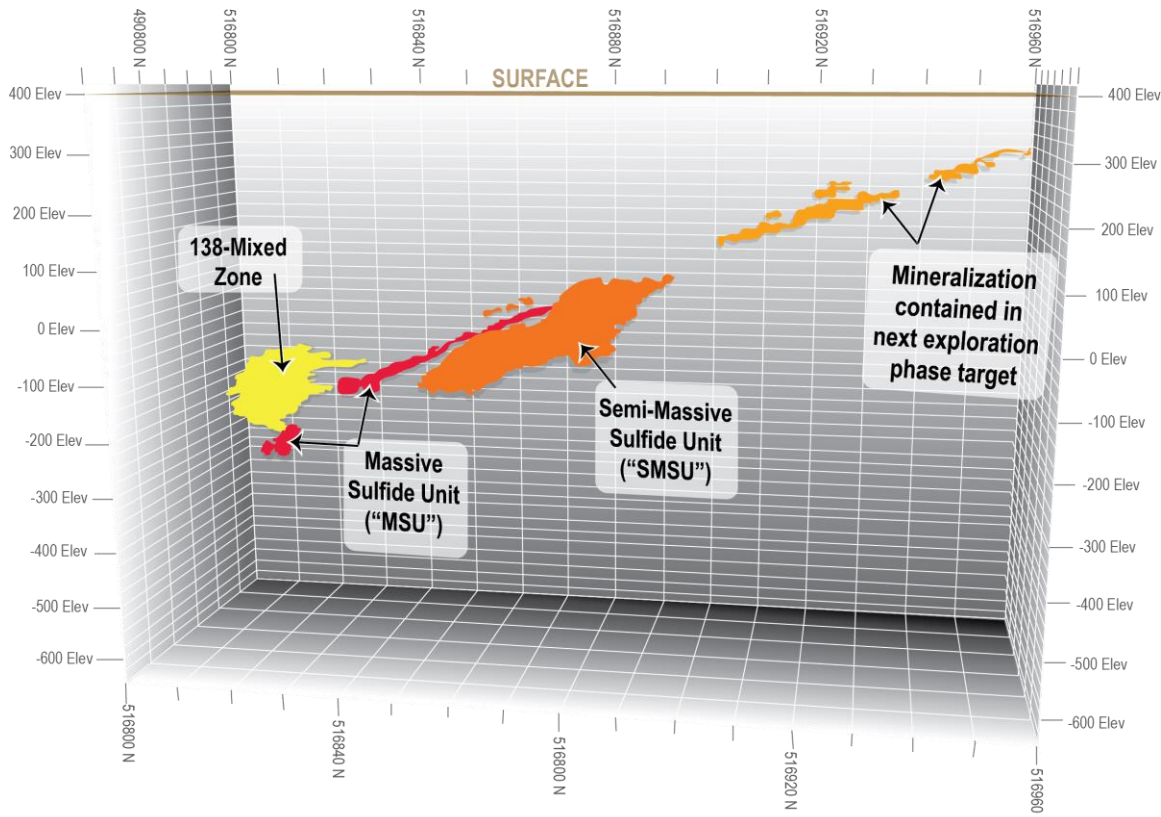 490800 N
516800 N
516840 N
516880 N
516920 N
516960 N
SURFACE
400 Elev
300 Elev
200 Elev
100 Elev
0 Elev
-100 Elev
-200 Elev
-300 Elev
-400 Elev
-500 Elev
-600 Elev
400 Elev
300 Elev
200 Elev
100 Elev
0 Elev
-100 Elev
-200 Elev
-300 Elev
-400 Elev
-500 Elev
-600 Elev
138-Mixed
Zone
Massive
Sulfide Unit
(“MSU”)
Semi-Massive
Sulfide Unit
(“SMSU”)
Mineralization
contained in
next exploration
phase target
516800 N
516840 N
516800 N
516920 N
516960